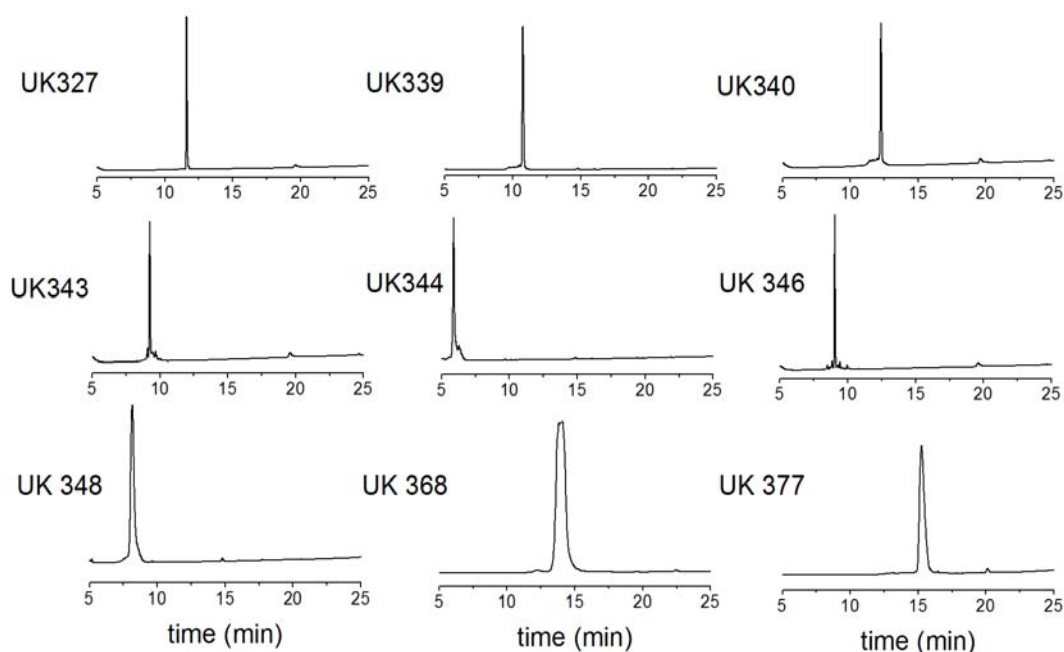 UK327
5 10 15 20 25
UK339
5 10 15 20 25
UK340
5 10 15 20 25
UK343
5 10 15 20 25
UK344
5 10 15 20 25
UK 346
5 10 15 20 25
UK 348
5 10 15 20 25
time (min)
UK 368
5 10 15 20 25
time (min)
UK 377
5 10 15 20 25
time (min)